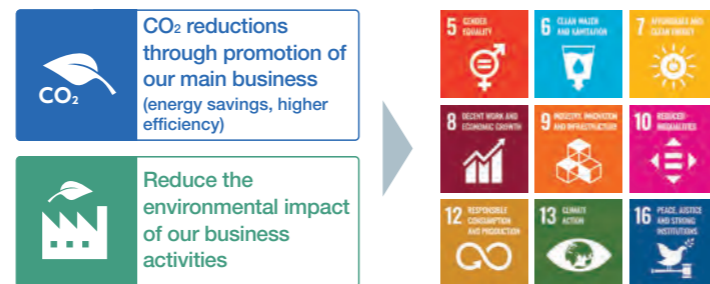 CO₂
CO₂ reductions
through promotion of
our main business
(energy savings, higher
efficiency)
Reduce the
environmental impact
of our business
activities
5 GENDER
EQUALITY
6 CLEAN WATER
AND SANITATION
7 AFFORDABLE AND
CLEAN ENERGY
8 DECENT WORK AND
ECONOMIC GROWTH
9 INDUSTRY, INNOVATION
AND INFRASTRUCTURE
10 REDUCED
INEQUALITIES
12 RESPONSIBLE
CONSUMPTION
AND PRODUCTION
13 CLIMATE
ACTION
16 PEACE, JUSTICE
AND STRONG
INSTITUTIONS